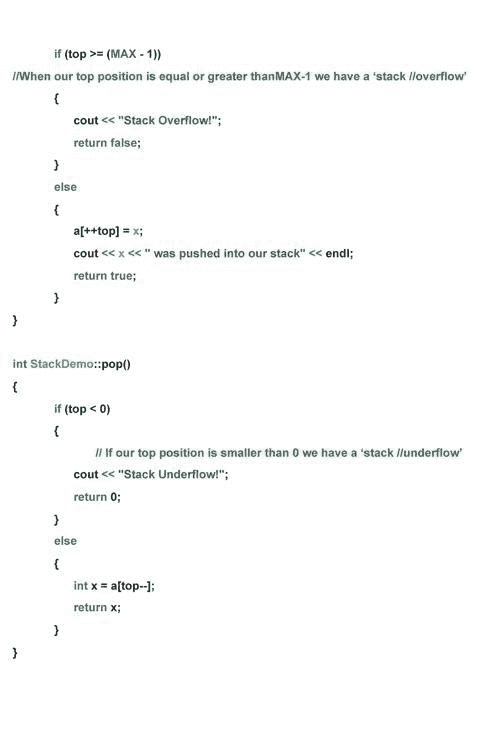 if (top >= (MAX - 1))
//When our top position is equal or greater thanMAX-1 we have a ‘stack //overflow’
{
cout << "Stack Overflow!";
return false;
}
else
{
a[++top] = x;
cout << x << " was pushed into our stack" << endl;
return true;
}
}
int StackDemo::pop()
{
if (top < 0)
{
// If our top position is smaller than 0 we have a ‘stack //underflow’
cout << "Stack Underflow!";
return 0;
}
else
{
int x = a[top--];
return x;
}
}